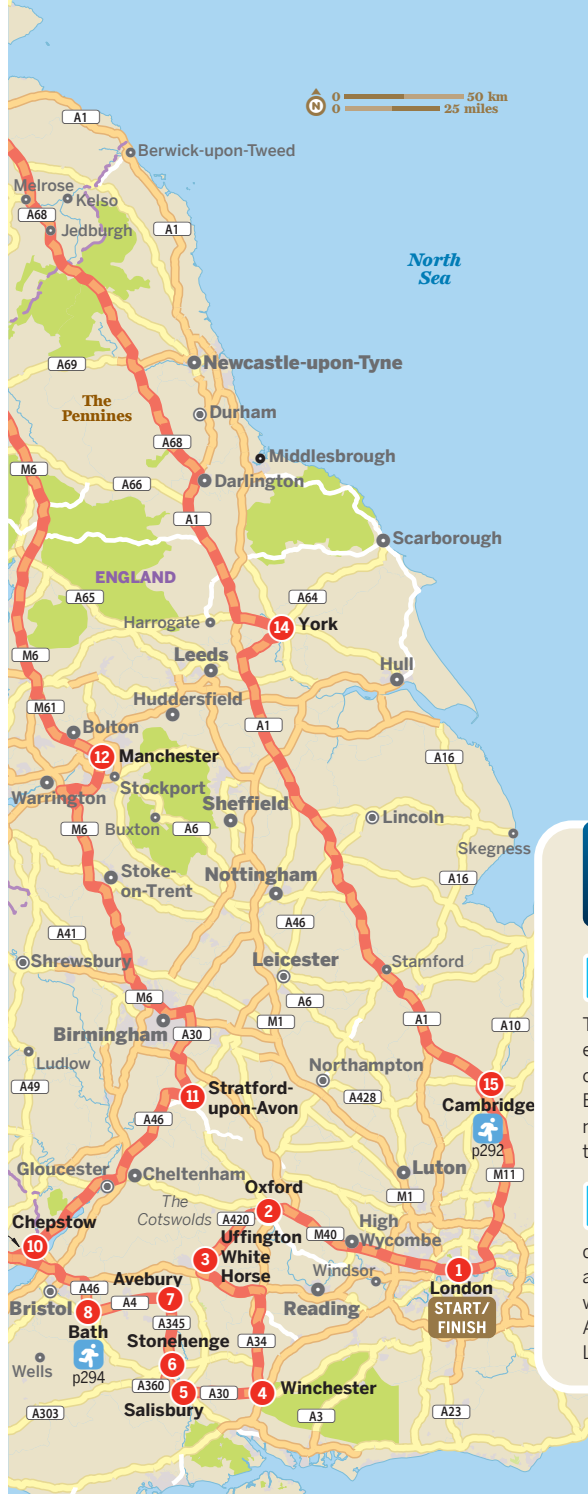 A1
0 50 km
N
0 25 miles
Berwick-upon-Tweed
Melrose
Kelso
A68
Jedburgh
A1
North
Sea
A69
Newcastle-upon-Tyne
The
Pennines
Durham
A68
Middlesbrough
M6
A66
Darlington
A1
Scarborough
ENGLAND
A65
A64
Harrogate
14 York
M6
Leeds
Hull
M61
Huddersfield
Bolton
A1
12 Manchester
A16
Stockport
Warrington
Sheffield
M6
Buxton
A6
Lincoln
Skegness
Stoke-
on-Trent
Nottingham
A16
A46
A41
Shrewsbury
Leicester
Stamford
M6
A6
M1
A1
A10
Birmingham
A30
Ludlow
Northampton
A49
11 Stratford-
upon-Avon
A428
15
Cambridge
p292
A46
Gloucester
Cheltenham
Luton
M11
The
Cotswolds
Oxford
2
M1
Chepstow
10
A420
M40
High
Wycombe
3 Uffington
White
Horse
Windsor
1
London
START/
FINISH
A46
Avebury
Bristol
8
A4
7
Reading
Bath
p294
A345
Stonehenge
6
A34
Wells
A360
5
A30
4 Winchester
Salisbury
A303
A3
A23
T
e
c
E
r
t
c
a
v
A
L